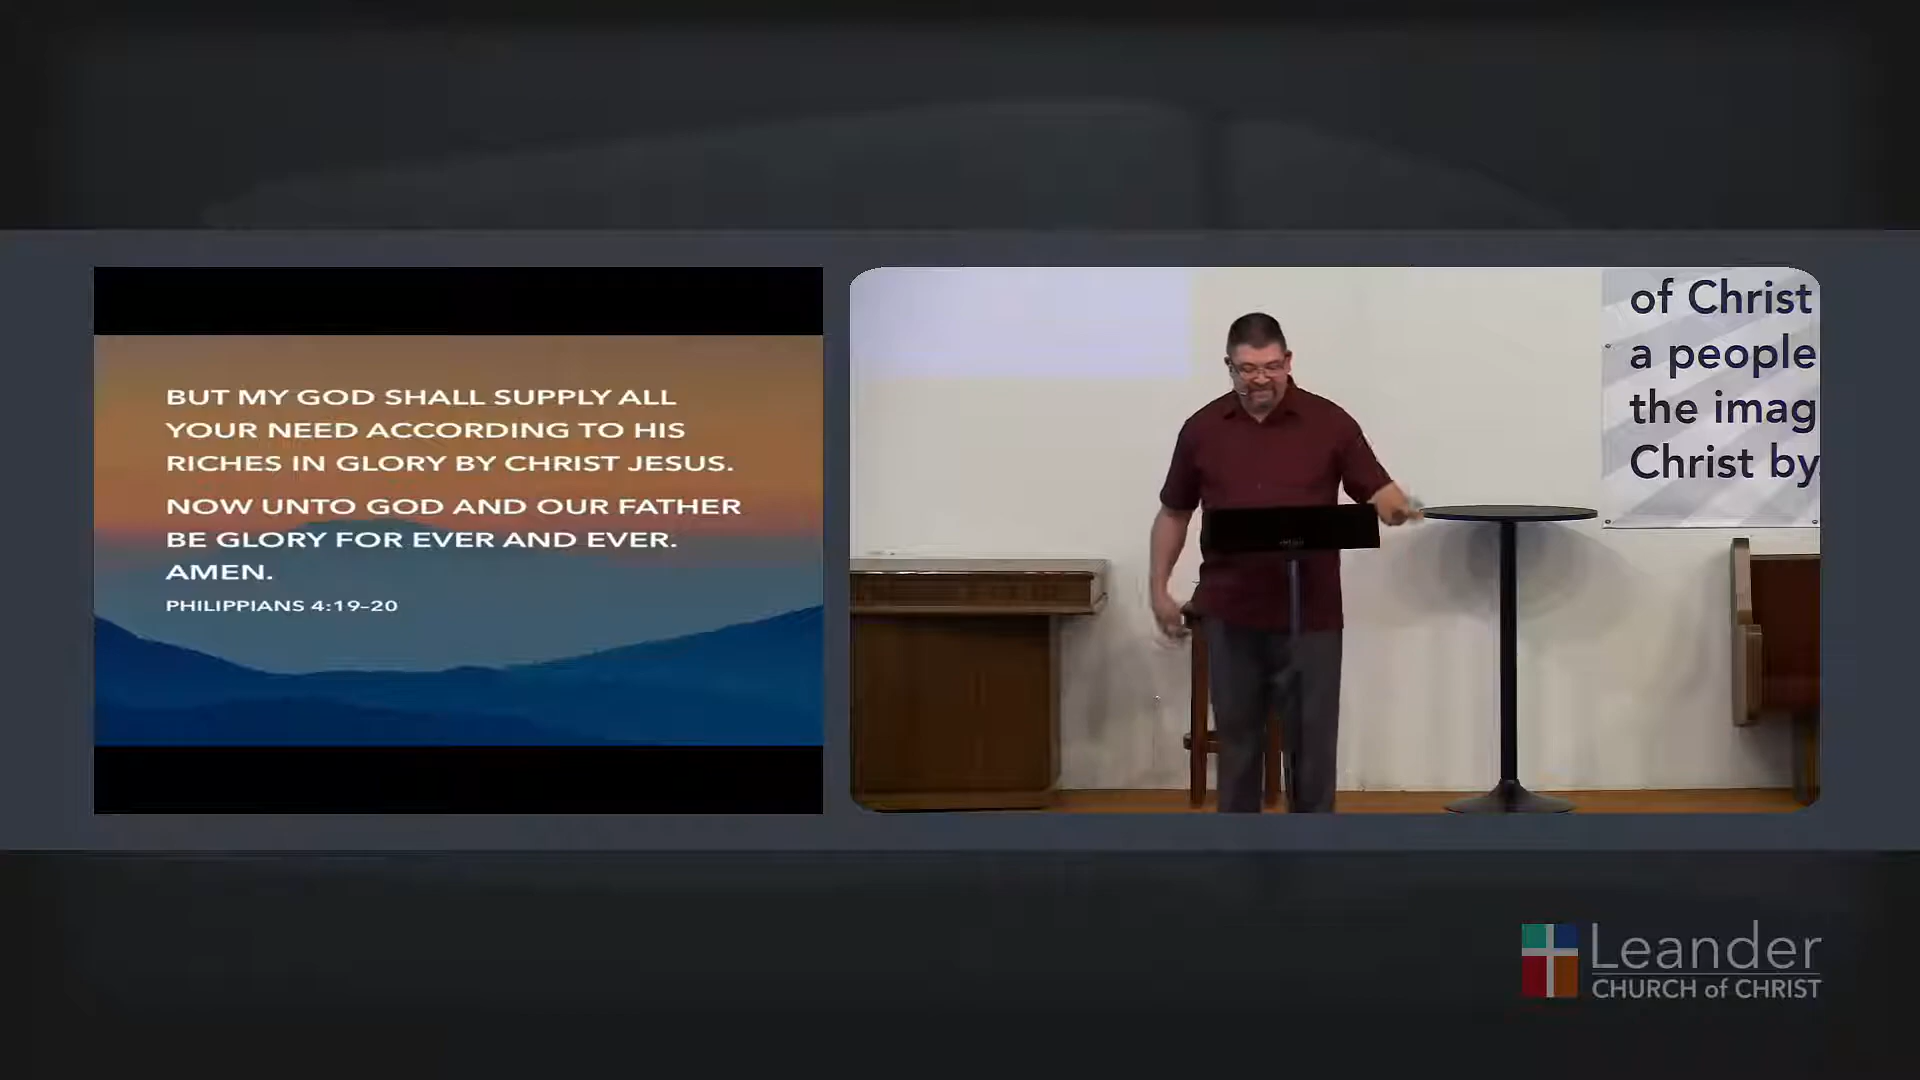 BUT MY GOD SHALL SUPPLY ALL
YOUR NEED ACCORDING TO HIS
RICHES IN GLORY BY CHRIST JESUS.
NOW UNTO GOD AND OUR FATHER
BE GLORY FOR EVER AND EVER.
AMEN.
PHILIPPIANS 4:19–20
of Christ
a people
the imag
Christ by
Leander
CHURCH of CHRIST